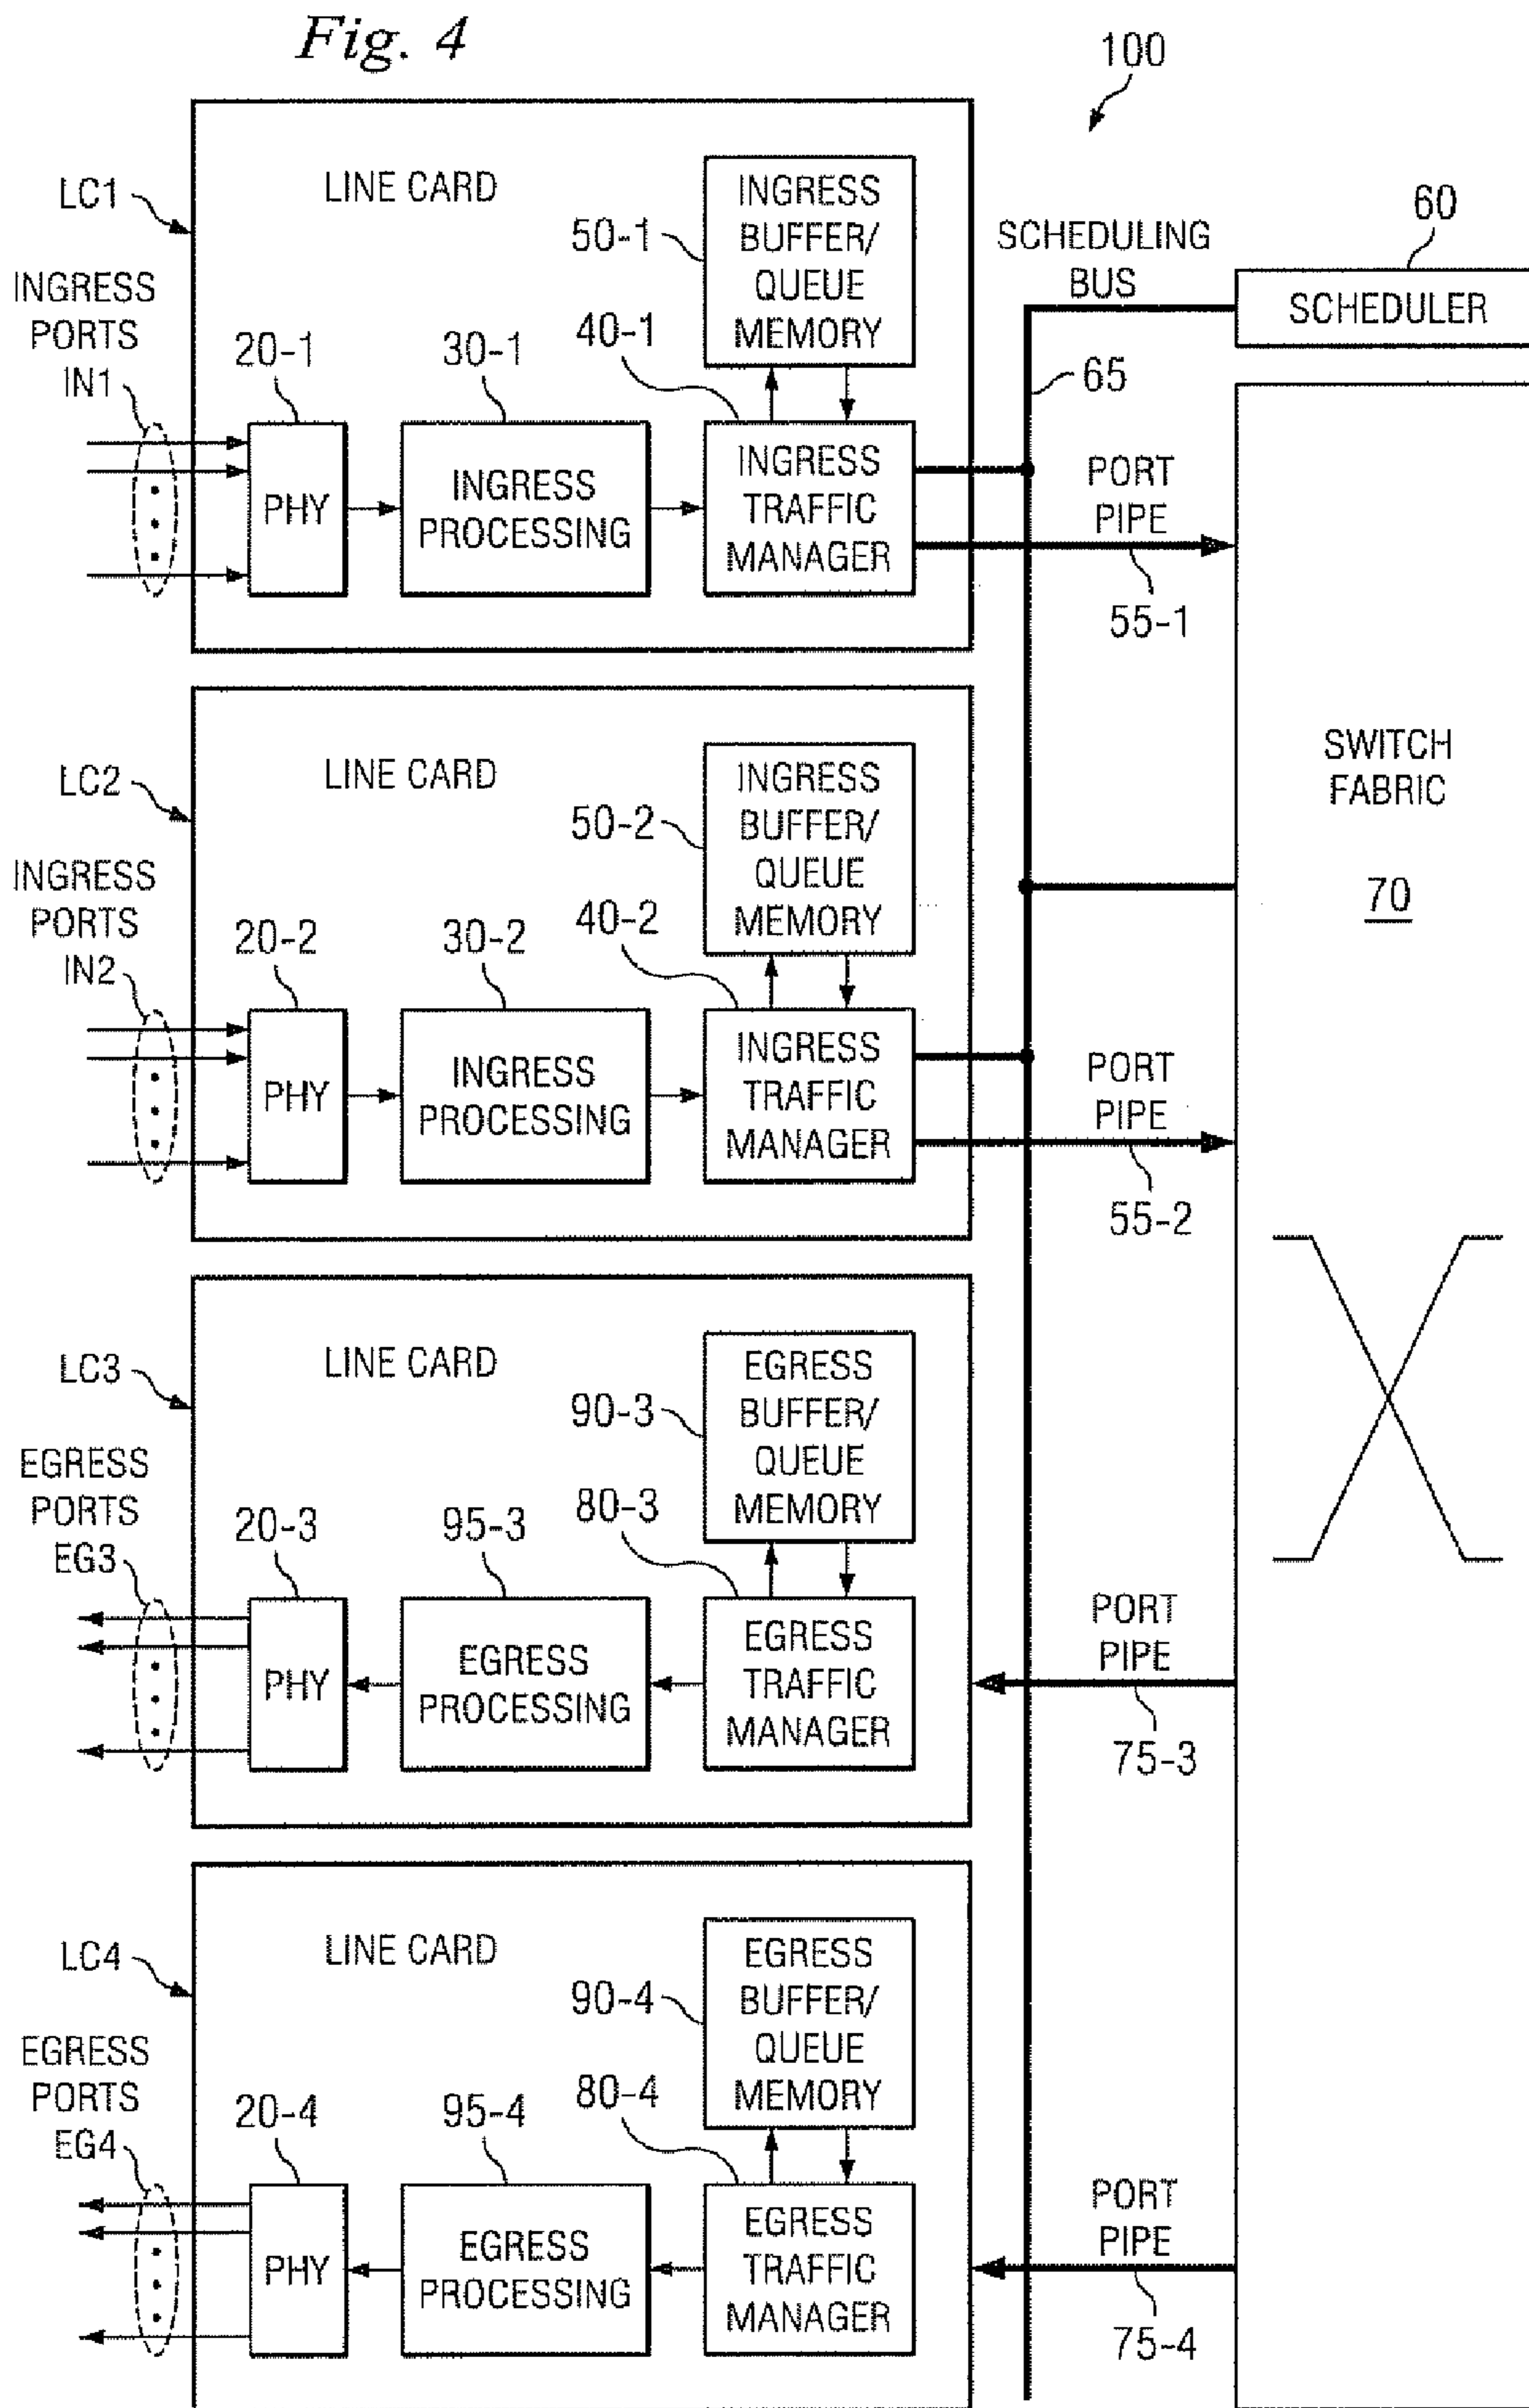 Fig. 4
100
LC1
LINE CARD
INGRESS
BUFFER/
QUEUE
MEMORY
50-1
SCHEDULING
BUS
60
SCHEDULER
INGRESS
PORTS
IN1
20-1
30-1
40-1
65
PHY
INGRESS
PROCESSING
INGRESS
TRAFFIC
MANAGER
PORT
PIPE
55-1
LC2
LINE CARD
INGRESS
BUFFER/
QUEUE
MEMORY
50-2
SWITCH
FABRIC
70
INGRESS
PORTS
IN2
20-2
30-2
40-2
PHY
INGRESS
PROCESSING
INGRESS
TRAFFIC
MANAGER
PORT
PIPE
55-2
LC3
LINE CARD
EGRESS
BUFFER/
QUEUE
MEMORY
90-3
EGRESS
PORTS
EG3
20-3
95-3
80-3
PHY
EGRESS
PROCESSING
EGRESS
TRAFFIC
MANAGER
PORT
PIPE
75-3
LC4
LINE CARD
EGRESS
BUFFER/
QUEUE
MEMORY
90-4
EGRESS
PORTS
EG4
20-4
95-4
80-4
PHY
EGRESS
PROCESSING
EGRESS
TRAFFIC
MANAGER
PORT
PIPE
75-4